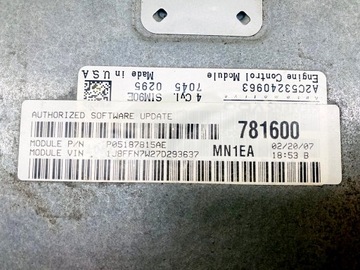 A2C53240963
Engine Control Module
4 Cyl. SIM90E
7045 0295
Made in U S A
AUTHORIZED SOFTWARE UPDATE
781600
MODULE P/N P05187815AE MN1EA 02/20/07
MODULE VIN 1J8FFN7W27D293637 18:53 B